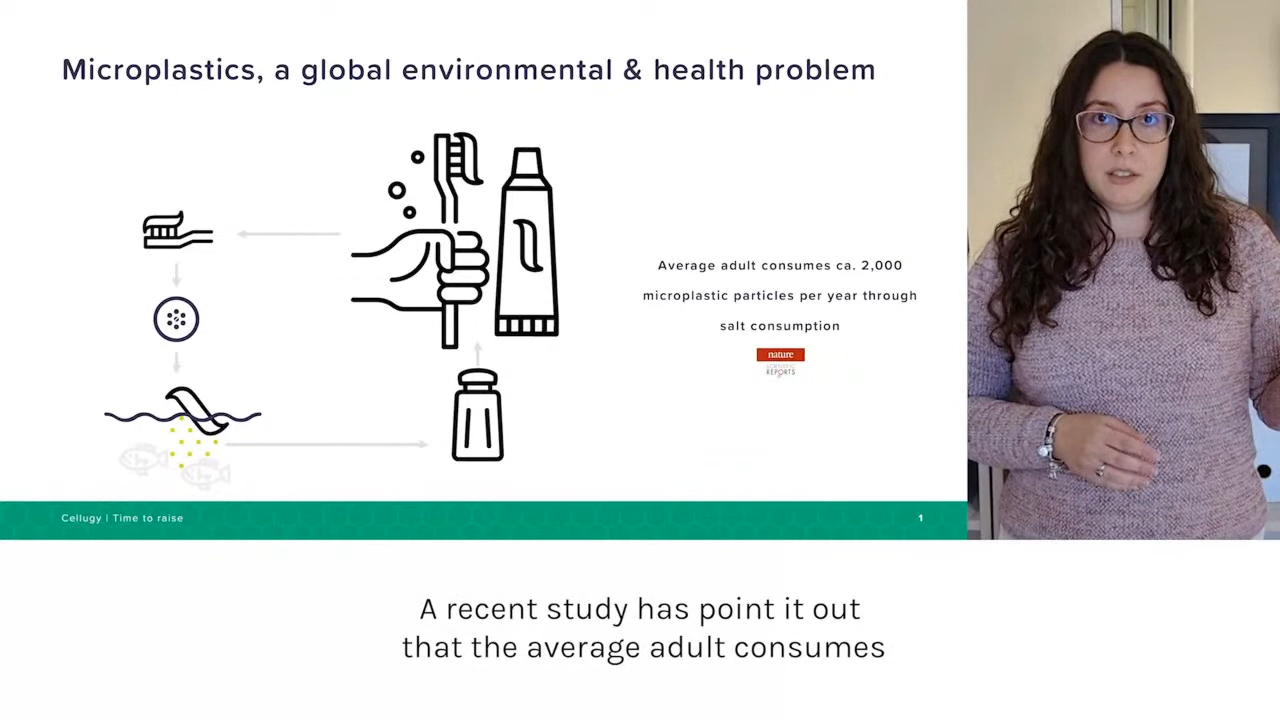 Microplastics, a global environmental & health problem
Average adult consumes ca. 2,000
microplastic particles per year through
salt consumption
nature
SCIENTIFIC
REPORTS
Cellugy | Time to raise
1
A recent study has point it out
that the average adult consumes